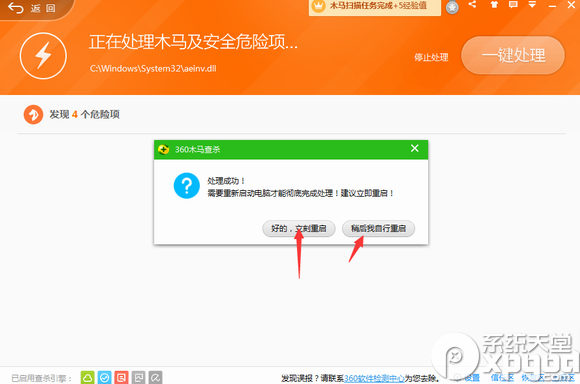 返 回
木马扫描任务完成+5经验值
正在处理木马及安全危险项...
C:\Windows\System32\aeinv.dll
停止处理
一键处理
发现 4 个危险项
360木马查杀
处理成功！
需要重新启动电脑才能彻底完成处理！建议立即重启！
好的，立刻重启
稍后我自行重启
已启用查杀引擎：
发现误报？请联系360软件检测中心为您去除。
设置
信任区
系统天堂